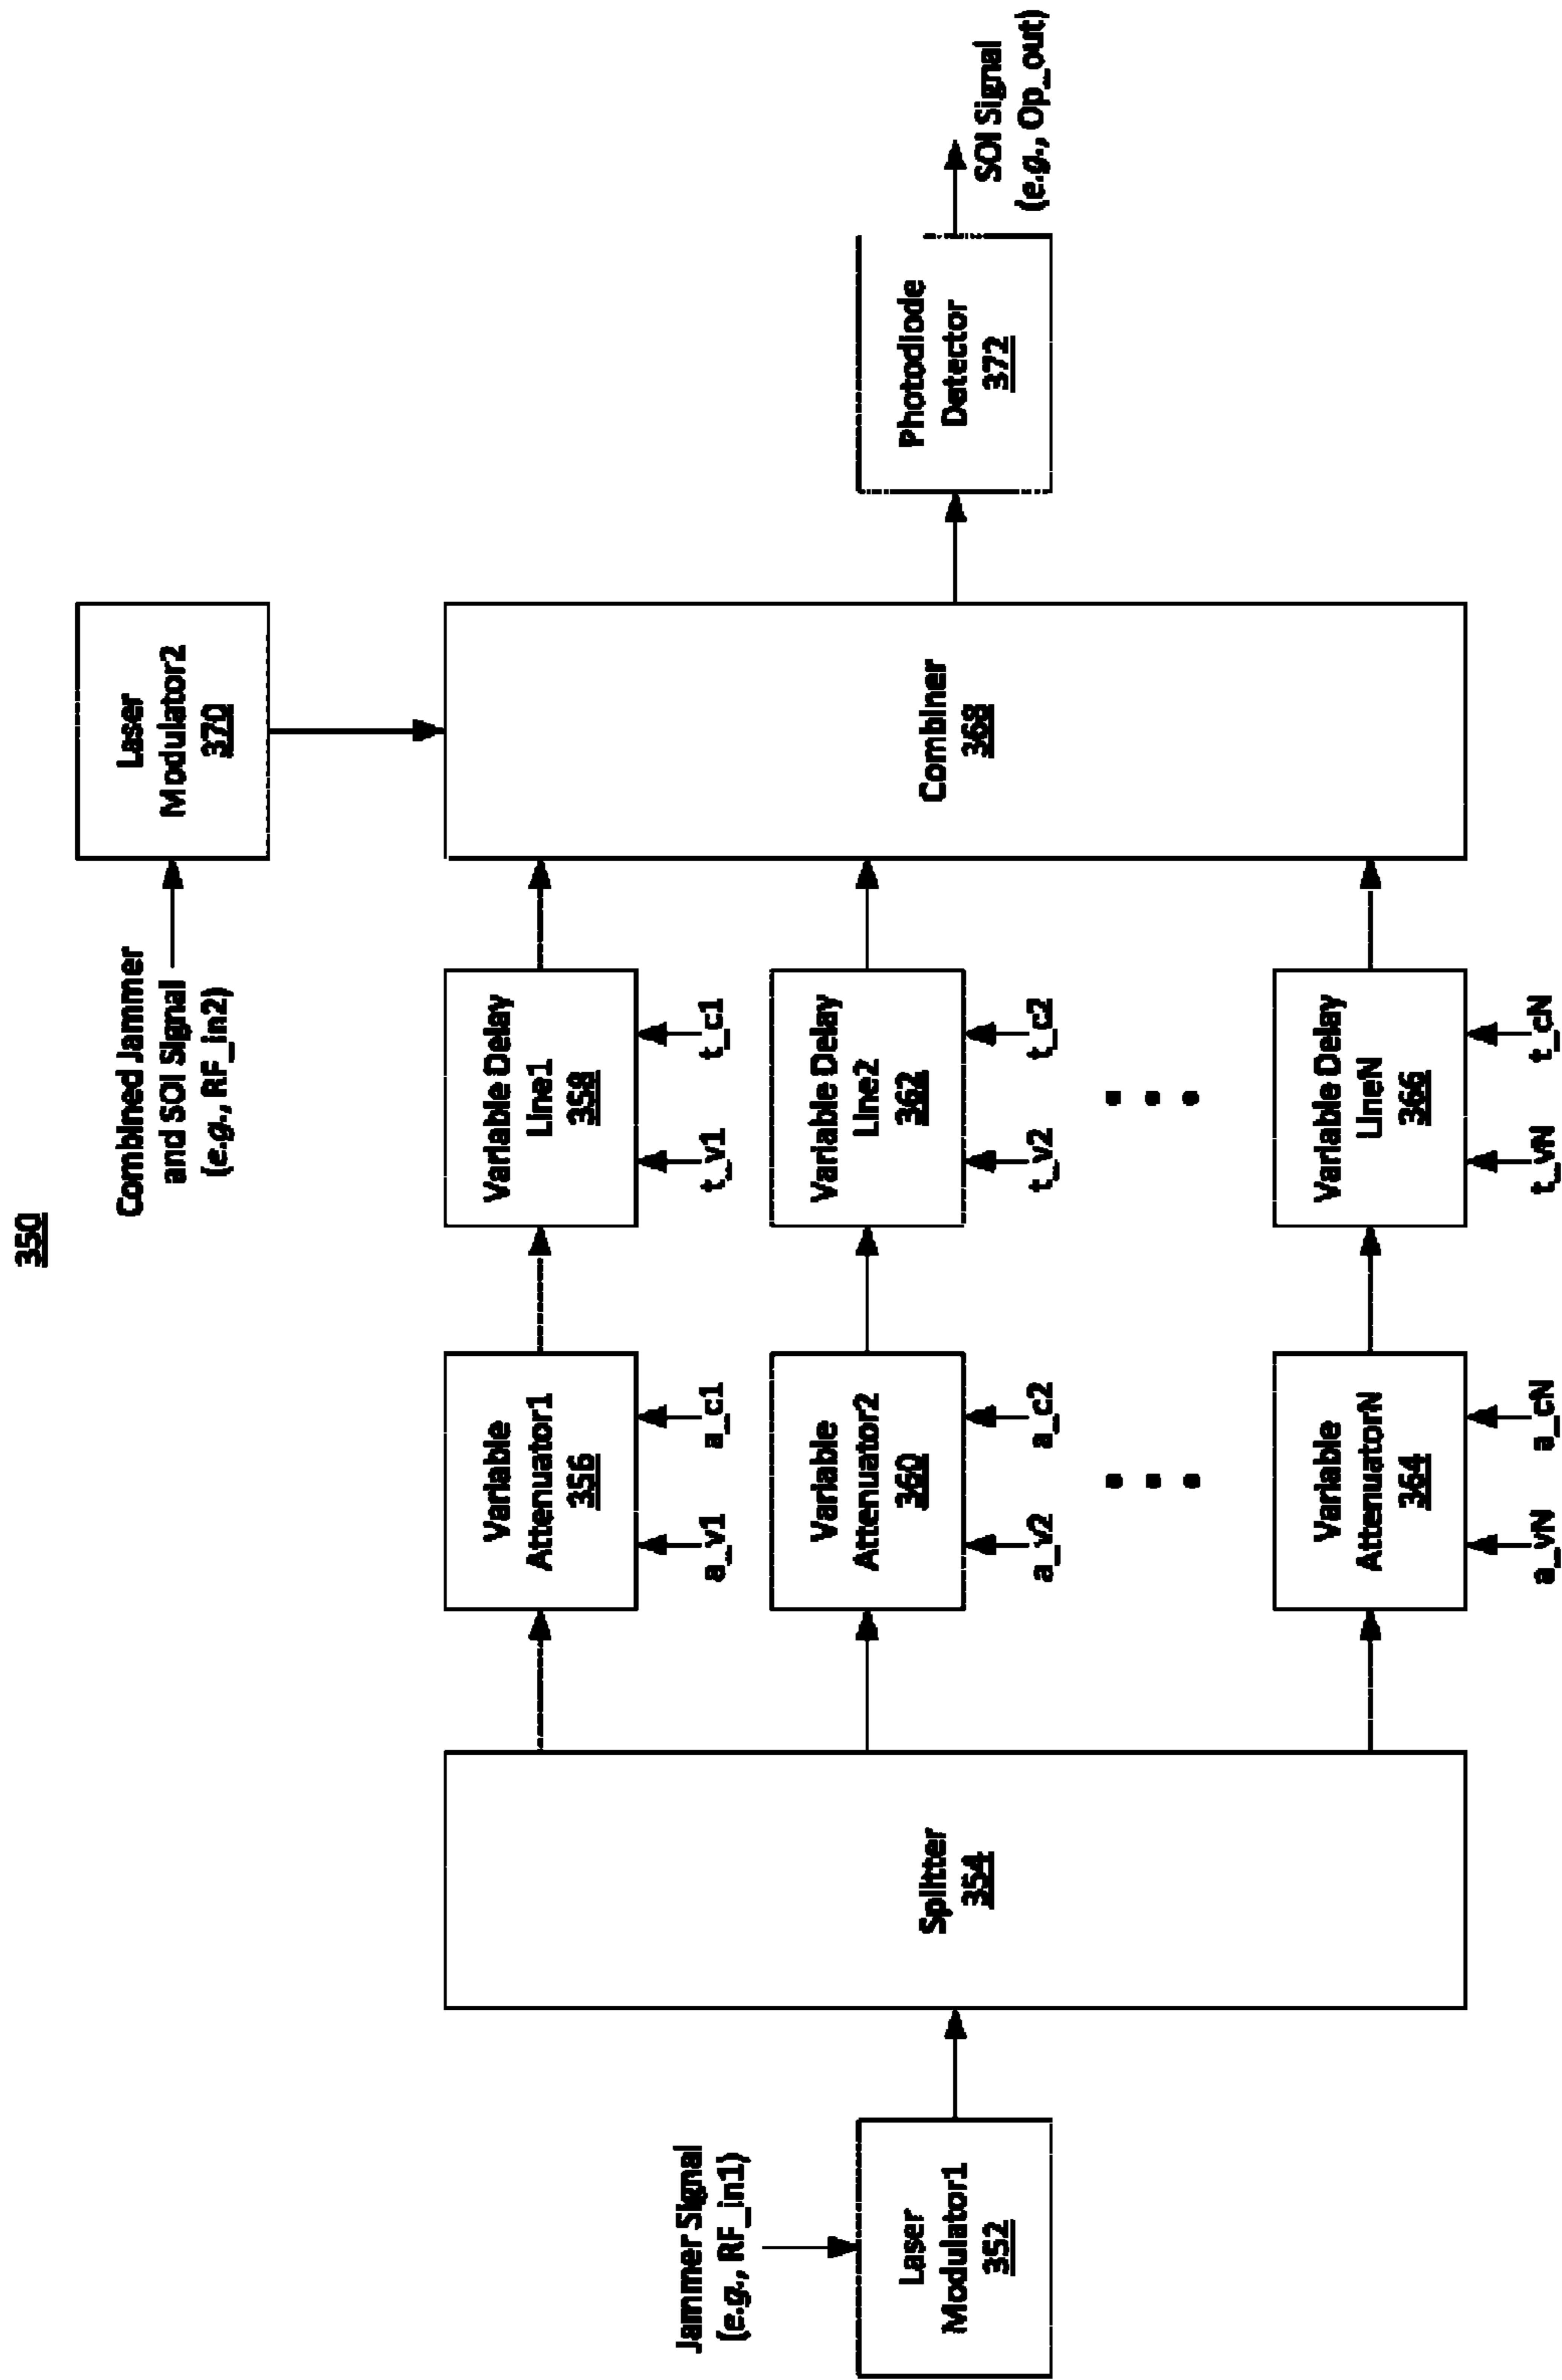 350
Combined Jammer
and SOI Signal
(e.g., RF_in2)
Laser
Modulator2
370
Jammer Signal
(e.g., RF_in1)
Laser
Modulator1
352
Splitter
354
Variable
Attenuator1
356
a_v1
a_c1
Variable Delay
Line1
358
t_v1
t_c1
Variable
Attenuator2
360
a_v2
a_c2
Variable Delay
Line2
362
t_v2
t_c2
Variable
AttenuatorN
364
a_vN
a_cN
Variable Delay
LineN
366
t_vN
t_cN
Combiner
368
Photodiode
Detector
372
SOI Signal
(e.g., Op_out)